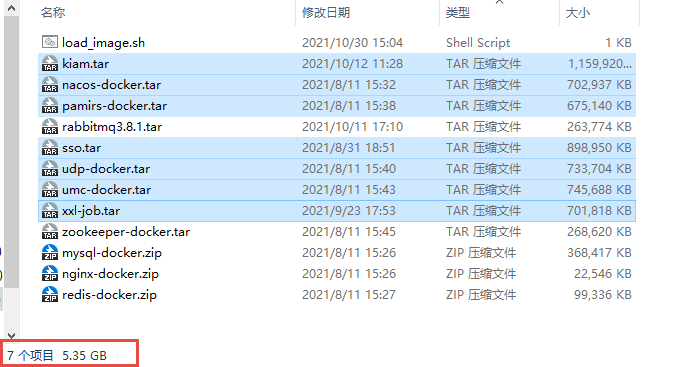 名称 修改日期 类型 大小
load_image.sh 2021/10/30 15:04 Shell Script 1 KB
kiam.tar 2021/10/12 11:28 TAR 压缩文件 1,159,920...
nacos-docker.tar 2021/8/11 15:32 TAR 压缩文件 702,937 KB
pamirs-docker.tar 2021/8/11 15:38 TAR 压缩文件 675,140 KB
rabbitmq3.8.1.tar 2021/10/11 17:10 TAR 压缩文件 263,774 KB
sso.tar 2021/8/31 18:51 TAR 压缩文件 898,950 KB
udp-docker.tar 2021/8/11 15:40 TAR 压缩文件 733,704 KB
umc-docker.tar 2021/8/11 15:43 TAR 压缩文件 745,688 KB
xxl-job.tar 2021/9/23 17:53 TAR 压缩文件 701,818 KB
zookeeper-docker.tar 2021/8/11 15:45 TAR 压缩文件 268,620 KB
mysql-docker.zip 2021/8/11 15:26 ZIP 压缩文件 368,417 KB
nginx-docker.zip 2021/8/11 15:26 ZIP 压缩文件 22,546 KB
redis-docker.zip 2021/8/11 15:27 ZIP 压缩文件 99,336 KB
7 个项目 5.35 GB